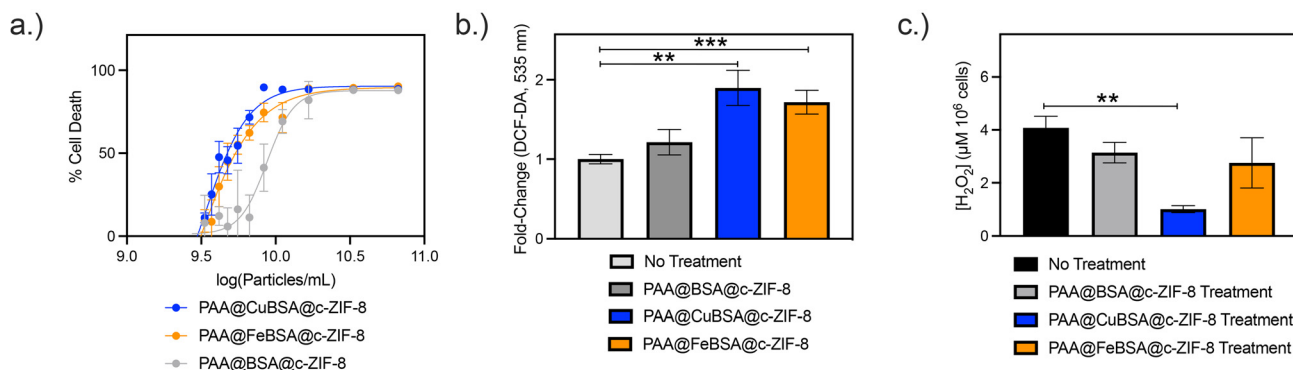 a.)
% Cell Death
100
50
0
9.0
9.5
10.0
10.5
11.0
log(Particles/mL)
PAA@CuBSA@c-ZIF-8
PAA@FeBSA@c-ZIF-8
PAA@BSA@c-ZIF-8
b.)
Fold-Change (DCF-DA, 535 nm)
2
1
0
***
**
No Treatment
PAA@BSA@c-ZIF-8
PAA@CuBSA@c-ZIF-8
PAA@FeBSA@c-ZIF-8
c.)
[H₂O₂] (μM 10⁶ cells)
6
4
2
0
**
No Treatment
PAA@BSA@c-ZIF-8 Treatment
PAA@CuBSA@c-ZIF-8 Treatment
PAA@FeBSA@c-ZIF-8 Treatment